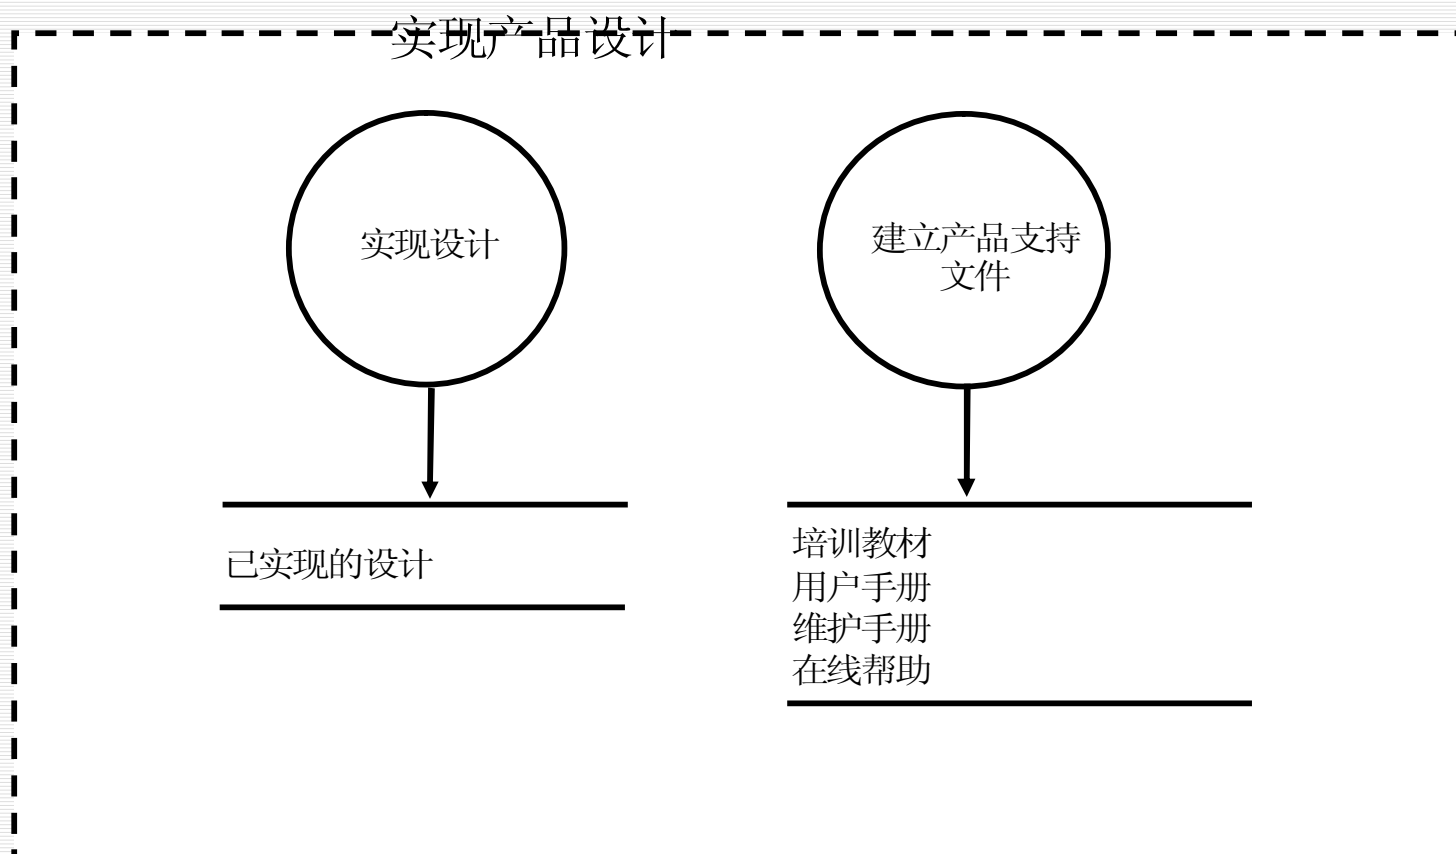 实现产品设计
实现设计
建立产品支持
文件
已实现的设计
培训教材
用户手册
维护手册
在线帮助